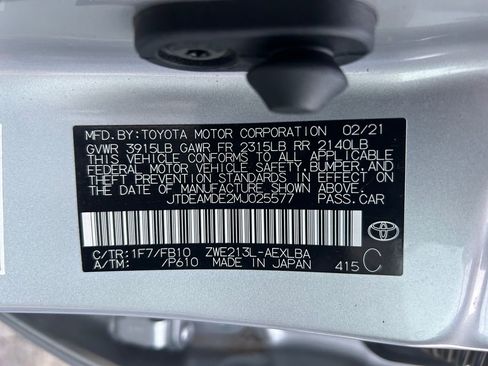 MFD.BY:TOYOTA MOTOR CORPORATION 02/21
GVWR 3915LB GAWR FR 2315LB RR 2140LB
THIS VEHICLE CONFORMS TO ALL APPLICABLE
FEDERAL MOTOR VEHICLE SAFETY,BUMPER,AND
THEFT PREVENTION STANDARDS IN EFFECT ON
THE DATE OF MANUFACTURE SHOWN ABOVE.
JTDEAMDE2MJ025577 PASS.CAR
C/TR:1F7/FB10 ZWE213L-AEXLBA
A/TM: /P610 MADE IN JAPAN 415 C